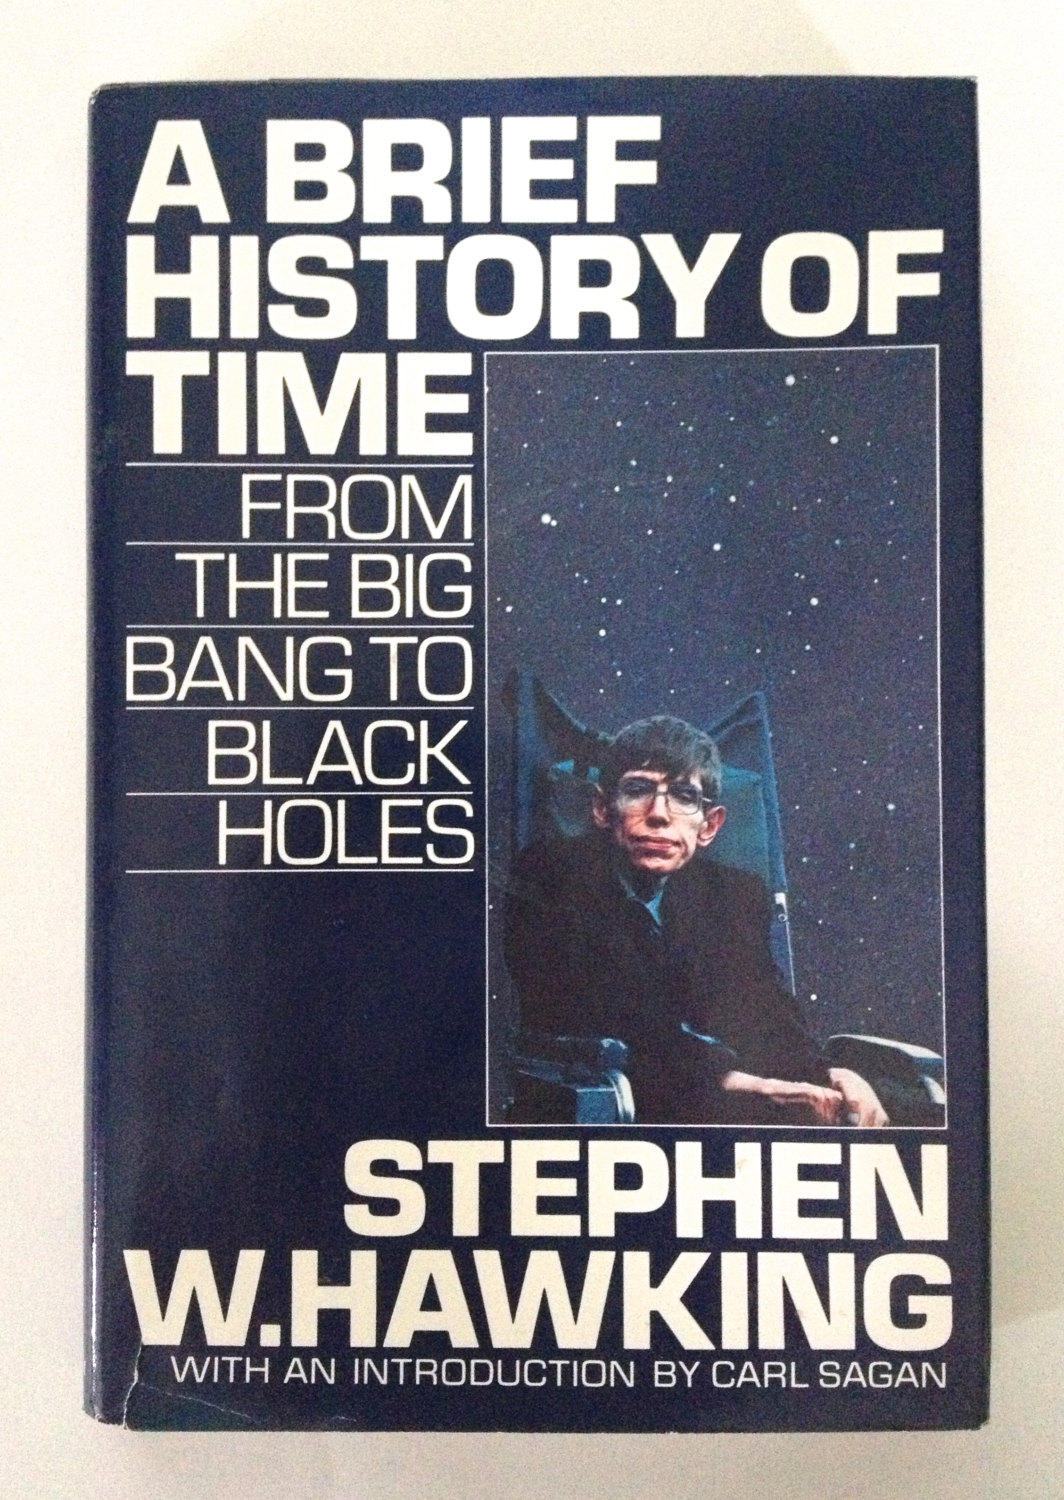 A BRIEF
HISTORY OF
TIME
FROM
THE BIG
BANG TO
BLACK
HOLES
STEPHEN
W.HAWKING
WITH AN INTRODUCTION BY CARL SAGAN